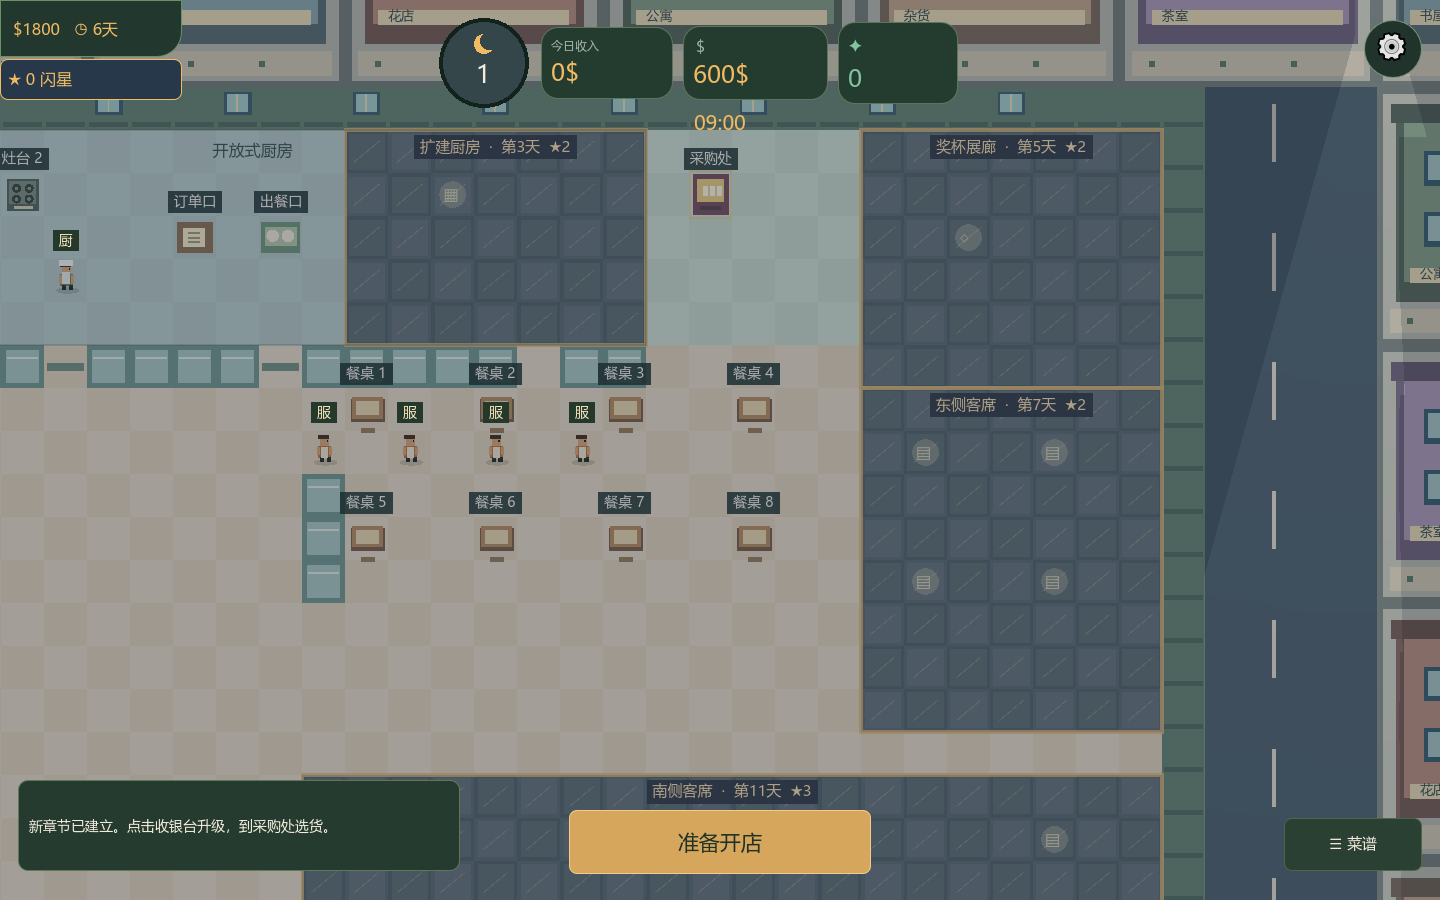 $1800 ◷ 6天
★ 0 闪星
花店
公寓
杂货
茶室
书屋
1
今日收入
0$
$
600$
✦
0
09:00
灶台 2
开放式厨房
扩建厨房 · 第3天 ★2
采购处
奖杯展廊 · 第5天 ★2
订单口
出餐口
厨
公寓
餐桌 1
餐桌 2
餐桌 3
餐桌 4
服
服
服
服
东侧客席 · 第7天 ★2
餐桌 5
餐桌 6
餐桌 7
餐桌 8
茶室
南侧客席 · 第11天 ★3
花店
新章节已建立。点击收银台升级，到采购处选货。
准备开店
☰ 菜谱